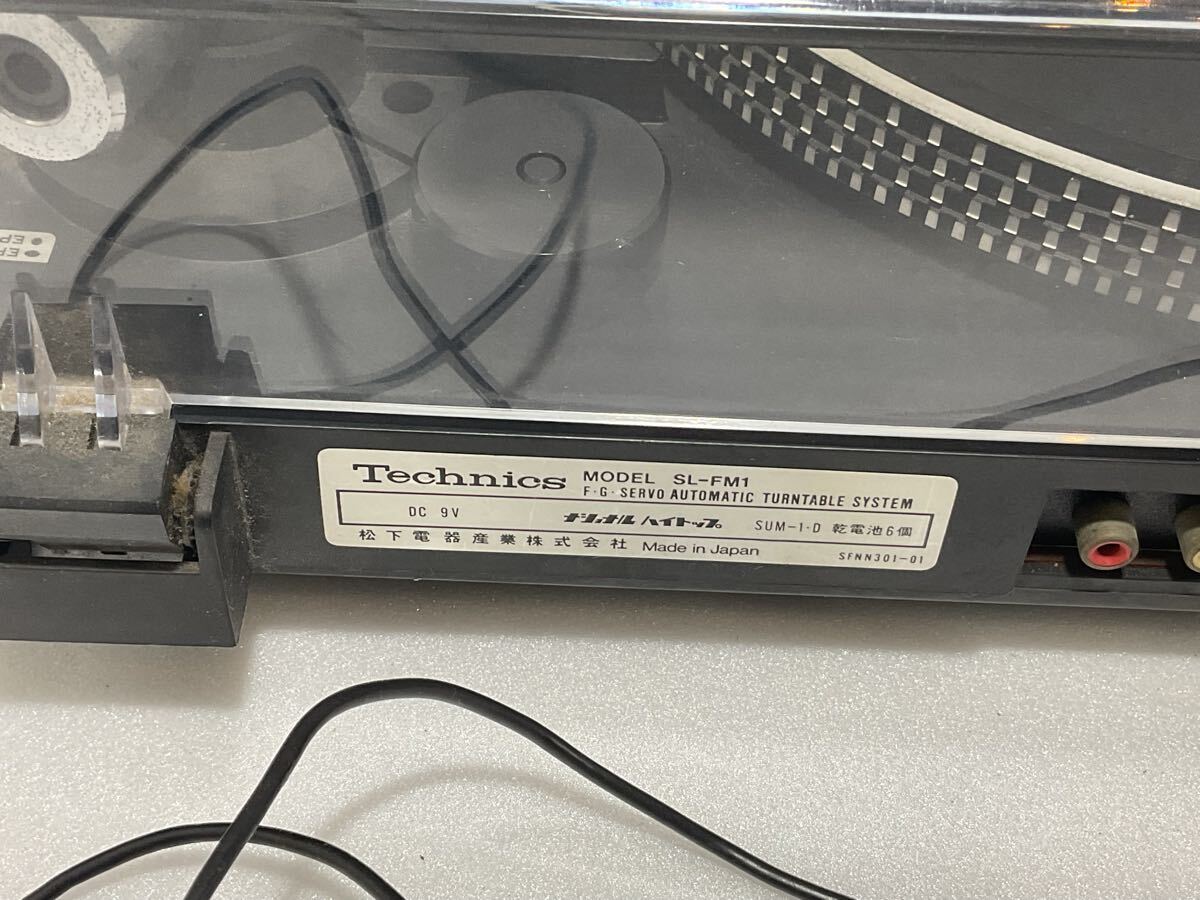 EP
EP
Technics MODEL SL-FM1
F·G·SERVO AUTOMATIC TURNTABLE SYSTEM
DC 9V ナショナル ハイトップ SUM-1·D 乾電池6個
松下電器産業株式会社 Made in Japan SFNN301-01